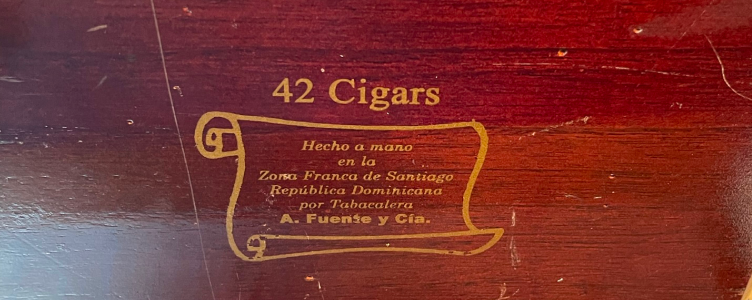 42 Cigars
Hecho a mano
en la
Zona Franca de Santiago
República Dominicana
por Tabacalera
A. Fuente y Cía.